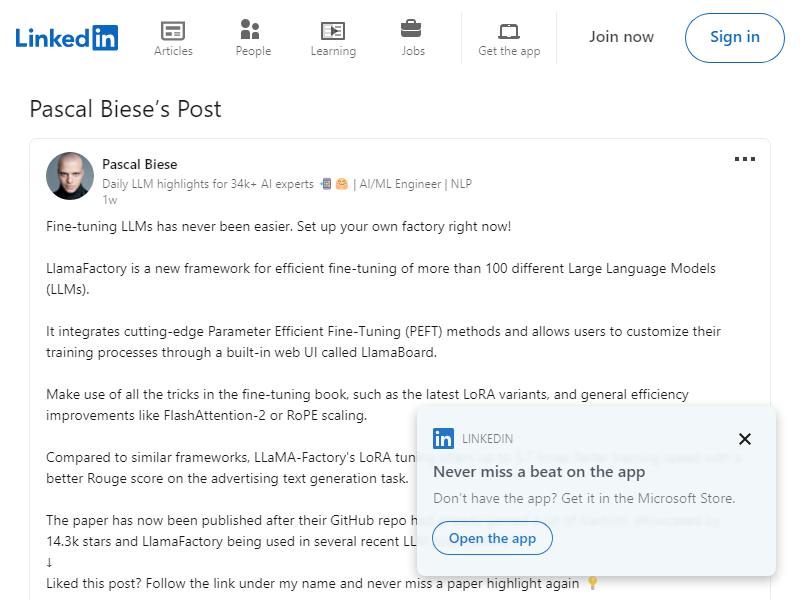 Linked in
Articles
People
Learning
Jobs
Get the app
Join now
Sign in
Pascal Biese's Post
Pascal Biese
Daily LLM highlights for 34k+ AI experts 📲🤗 | AI/ML Engineer | NLP
1w
Fine-tuning LLMs has never been easier. Set up your own factory right now!
LlamaFactory is a new framework for efficient fine-tuning of more than 100 different Large Language Models
(LLMs).
It integrates cutting-edge Parameter Efficient Fine-Tuning (PEFT) methods and allows users to customize their
training processes through a built-in web UI called LlamaBoard.
Make use of all the tricks in the fine-tuning book, such as the latest LoRA variants, and general efficiency
improvements like FlashAttention-2 or RoPE scaling.
Compared to similar frameworks, LLaMA-Factory's LoRA
better Rouge score on the advertising text generation task.
The paper has now been published after their GitHub repo
14.3k stars and LlamaFactory being used in several recent
↓
Liked this post? Follow the link under my name and never miss a paper highlight again 💡
in LINKEDIN
Never miss a beat on the app
Don't have the app? Get it in the Microsoft Store.
Open the app